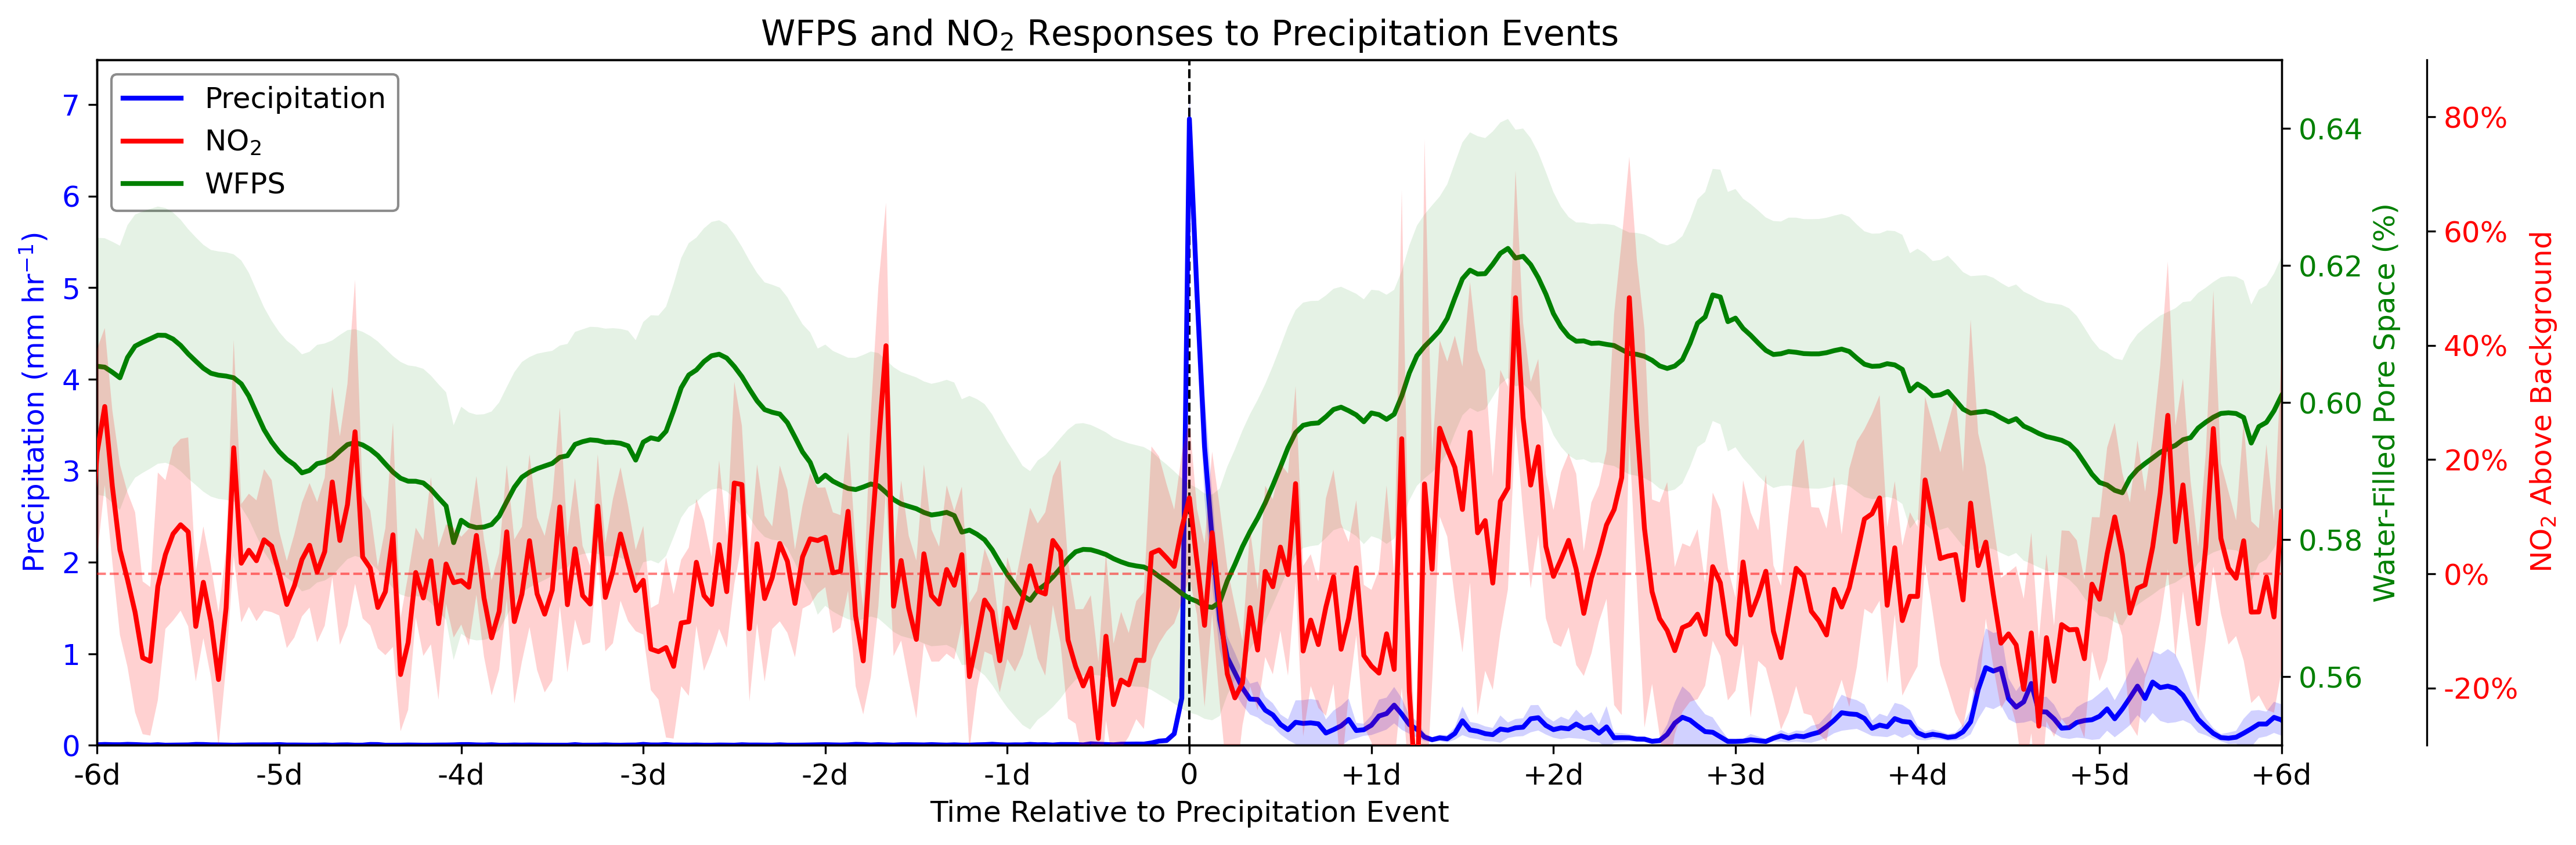 WFPS and NO₂ Responses to Precipitation Events
Precipitation
NO₂
WFPS
Precipitation (mm hr⁻¹)
7
6
5
4
3
2
1
0
-6d -5d -4d -3d -2d -1d 0 +1d +2d +3d +4d +5d +6d
Time Relative to Precipitation Event
0.64
0.62
0.60
0.58
0.56
Water-Filled Pore Space (%)
80%
60%
40%
20%
0%
-20%
NO₂ Above Background